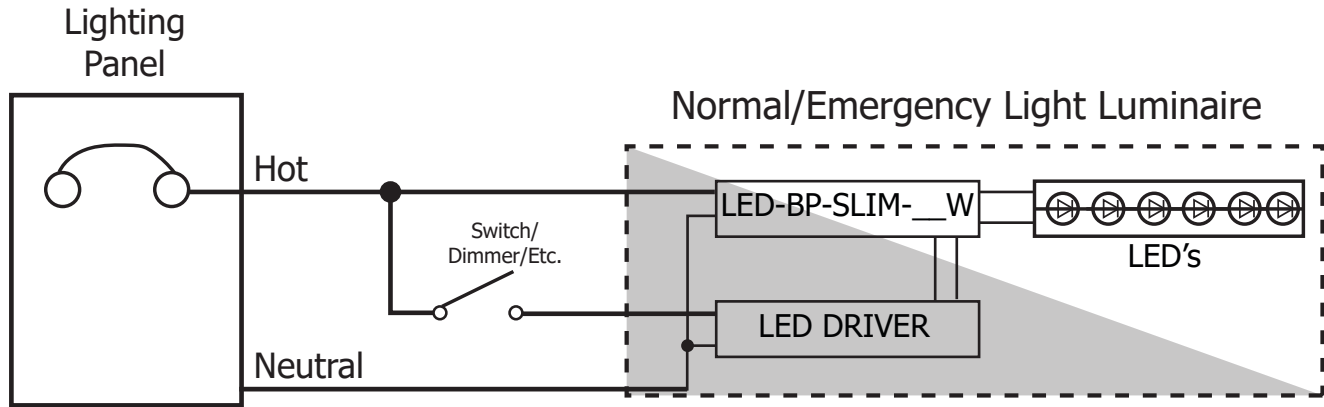 Lighting
Panel
Normal/Emergency Light Luminaire
Hot
LED-BP-SLIM-__W
Switch/
Dimmer/Etc.
LED's
LED DRIVER
Neutral